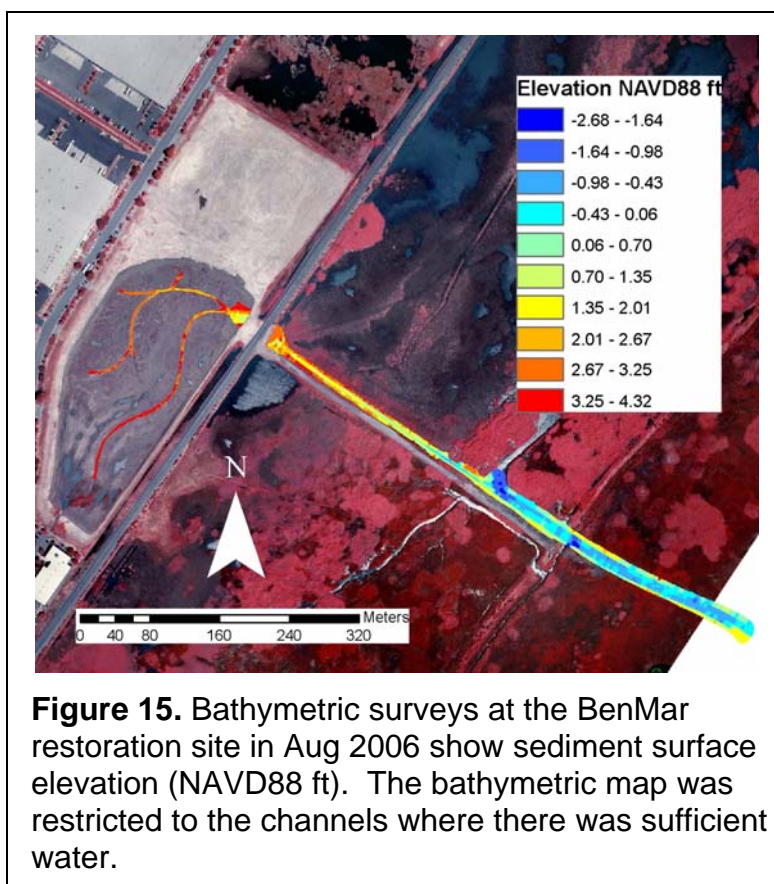 Elevation NAVD88 ft
-2.68 - -1.64
-1.64 - -0.98
-0.98 - -0.43
-0.43 - 0.06
0.06 - 0.70
0.70 - 1.35
1.35 - 2.01
2.01 - 2.67
2.67 - 3.25
3.25 - 4.32
N
Meters
0 40 80 160 240 320
Figure 15. Bathymetric surveys at the BenMar
restoration site in Aug 2006 show sediment surface
elevation (NAVD88 ft). The bathymetric map was
restricted to the channels where there was sufficient
water.